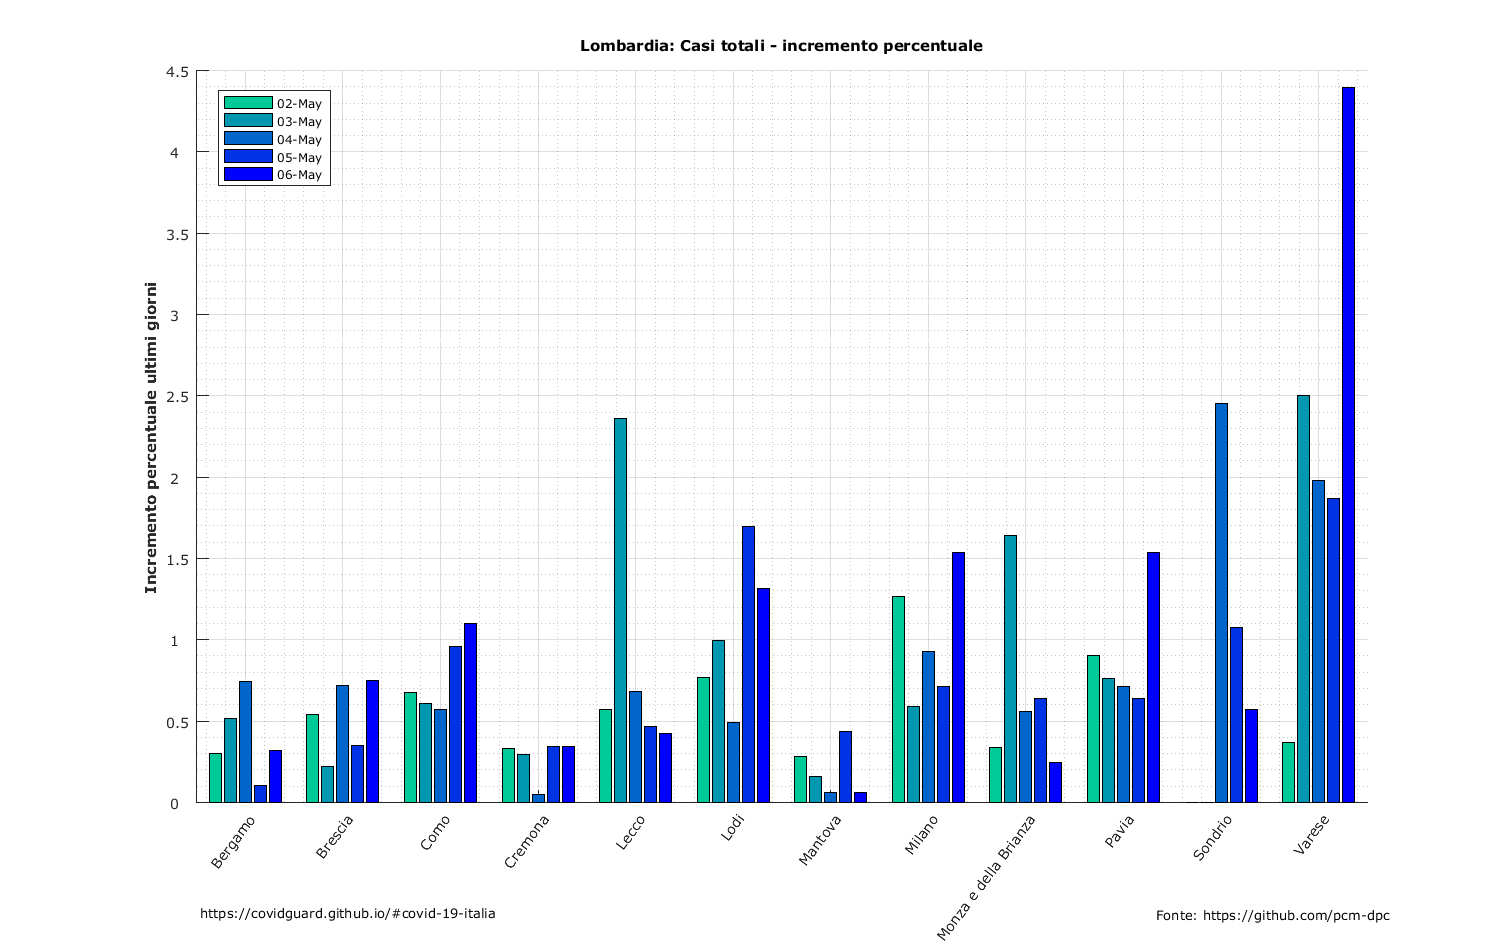 Lombardia: Casi totali - incremento percentuale
4.5
4
3.5
3
2.5
2
1.5
1
0.5
0
Incremento percentuale ultimi giorni
02-May
03-May
04-May
05-May
06-May
Bergamo
Brescia
Como
Cremona
Lecco
Lodi
Mantova
Milano
Monza e della Brianza
Pavia
Sondrio
Varese
https://covidguard.github.io/#covid-19-italia
Fonte: https://github.com/pcm-dpc